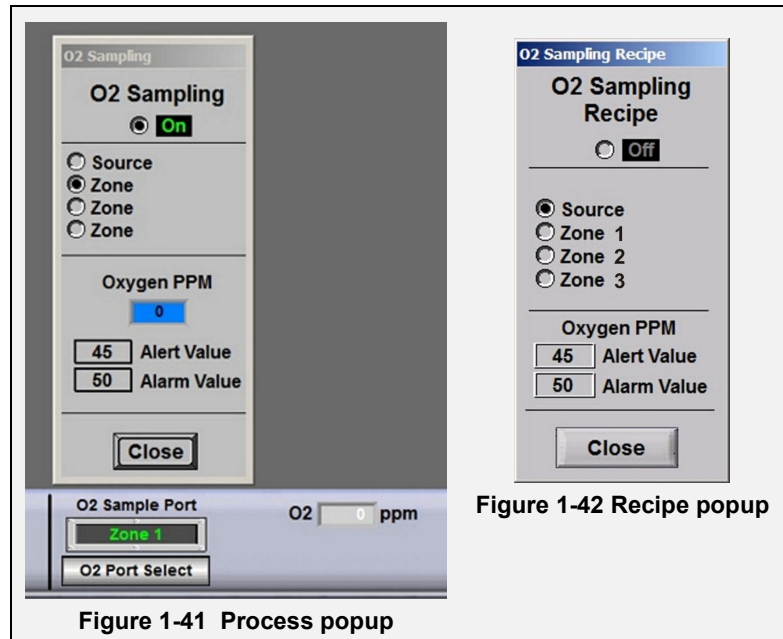 O2 Sampling
O2 Sampling
On
Source
Zone
Zone
Zone
Oxygen PPM
0
45 Alert Value
50 Alarm Value
Close
O2 Sample Port
Zone 1
O2 Port Select
O2 0 ppm
Figure 1-41 Process popup
O2 Sampling Recipe
O2 Sampling
Recipe
Off
Source
Zone 1
Zone 2
Zone 3
Oxygen PPM
45 Alert Value
50 Alarm Value
Close
Figure 1-42 Recipe popup